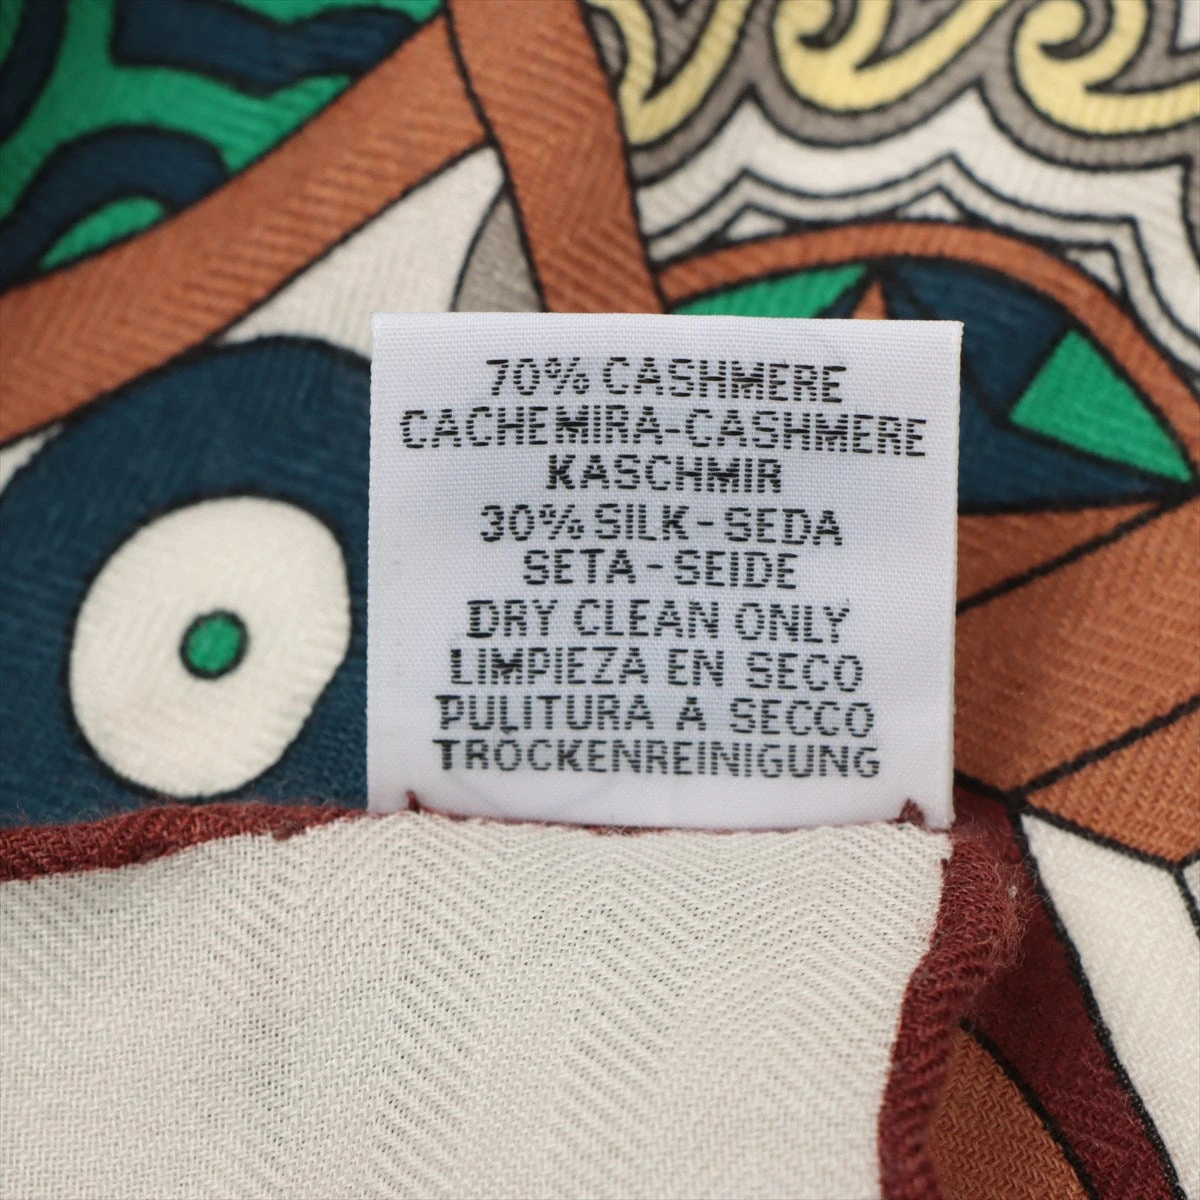 70% CASHMERE
CACHEMIRA-CASHMERE
KASCHMIR
30% SILK-SEDA
SETA-SEIDE
DRY CLEAN ONLY
LIMPIEZA EN SECO
PULITURA A SECCO
TROCKENREINIGUNG